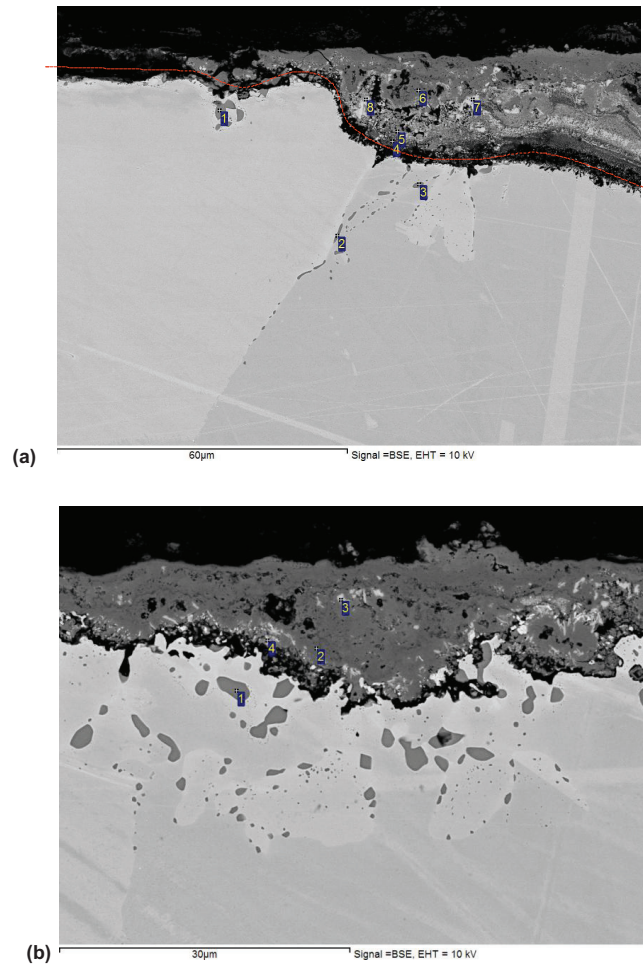 8 6 7
1 5
4
3
2
(a) 60µm Signal =BSE, EHT = 10 kV
3
4 2
1
(b) 30µm Signal =BSE, EHT = 10 kV